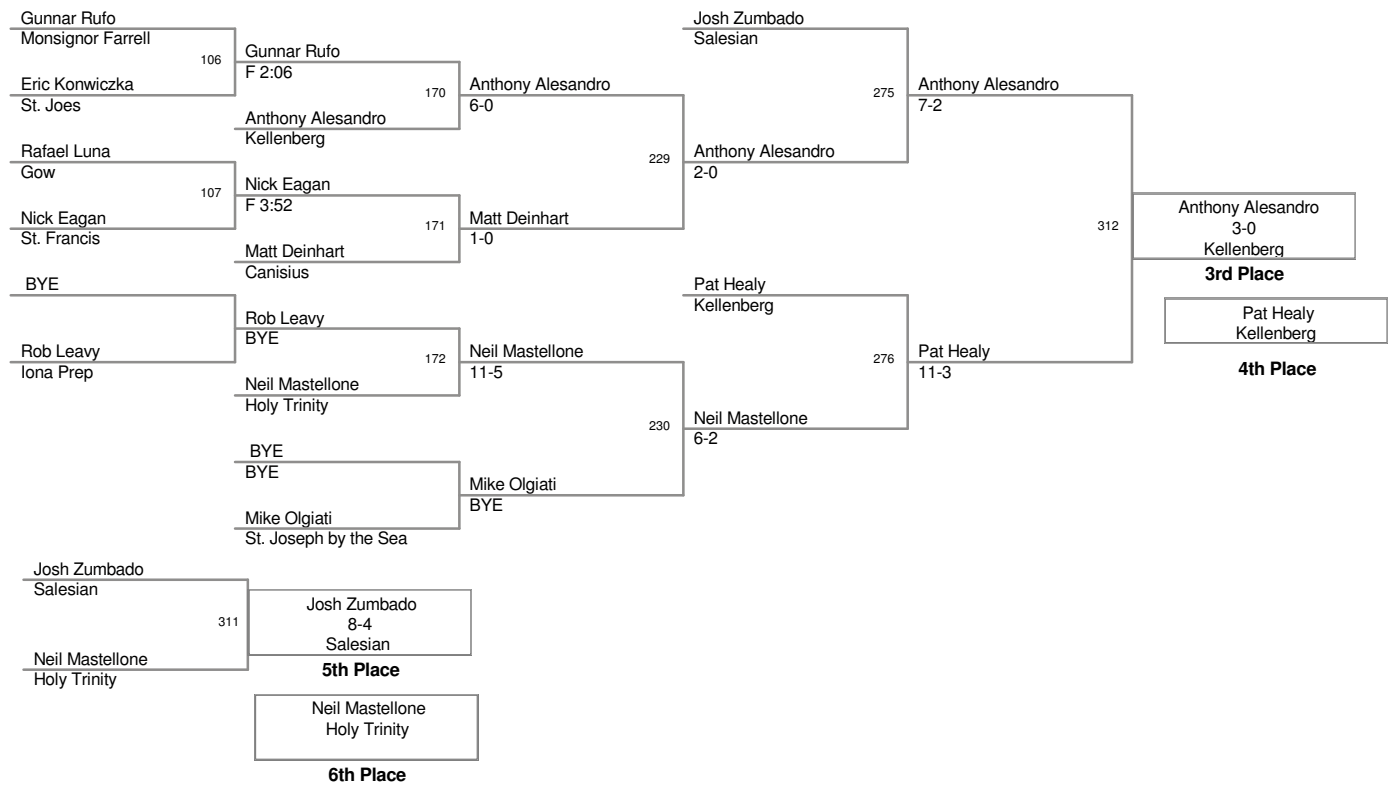 Gunnar Rufo
Monsignor Farrell
106
Eric Konwiczka
St. Joes
Rafael Luna
Gow
107
Nick Eagan
St. Francis
BYE
Rob Leavy
Iona Prep
Gunnar Rufo
F 2:06
170
Anthony Alesandro
Kellenberg
Nick Eagan
F 3:52
171
Matt Deinhart
Canisius
Rob Leavy
BYE
172
Neil Mastellone
Holy Trinity
BYE
BYE
Mike Olgiati
St. Joseph by the Sea
Anthony Alesandro
6-0
229
Matt Deinhart
1-0
Neil Mastellone
11-5
230
Mike Olgiati
BYE
Josh Zumbado
Salesian
275
Anthony Alesandro
2-0
Pat Healy
Kellenberg
276
Neil Mastellone
6-2
Anthony Alesandro
7-2
312
Pat Healy
11-3
Anthony Alesandro
3-0
Kellenberg
3rd Place
Pat Healy
Kellenberg
4th Place
Josh Zumbado
Salesian
311
Neil Mastellone
Holy Trinity
Josh Zumbado
8-4
Salesian
5th Place
Neil Mastellone
Holy Trinity
6th Place